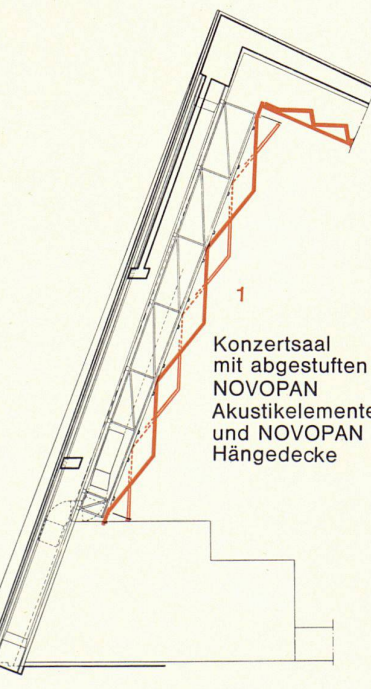 1
Konzertsaal
mit abgestuften
NOVOPAN
Akustikelemente
und NOVOPAN
Hängedecke